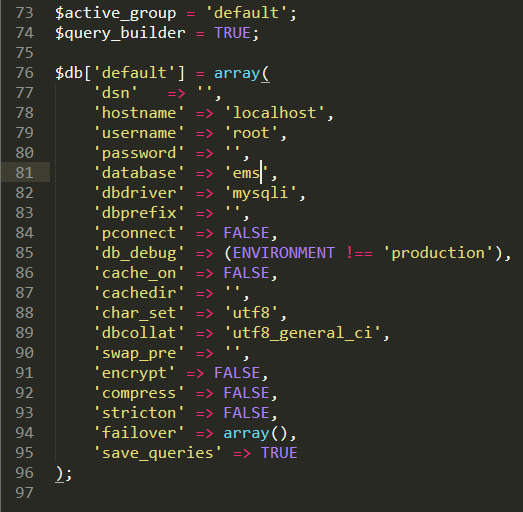 73 $active_group = 'default';
74 $query_builder = TRUE;
75
76 $db['default'] = array(
77     'dsn'   => '',
78     'hostname' => 'localhost',
79     'username' => 'root',
80     'password' => '',
81     'database' => 'ems',
82     'dbdriver' => 'mysqli',
83     'dbprefix' => '',
84     'pconnect' => FALSE,
85     'db_debug' => (ENVIRONMENT !== 'production'),
86     'cache_on' => FALSE,
87     'cachedir' => '',
88     'char_set' => 'utf8',
89     'dbcollat' => 'utf8_general_ci',
90     'swap_pre' => '',
91     'encrypt' => FALSE,
92     'compress' => FALSE,
93     'stricton' => FALSE,
94     'failover' => array(),
95     'save_queries' => TRUE
96 );
97